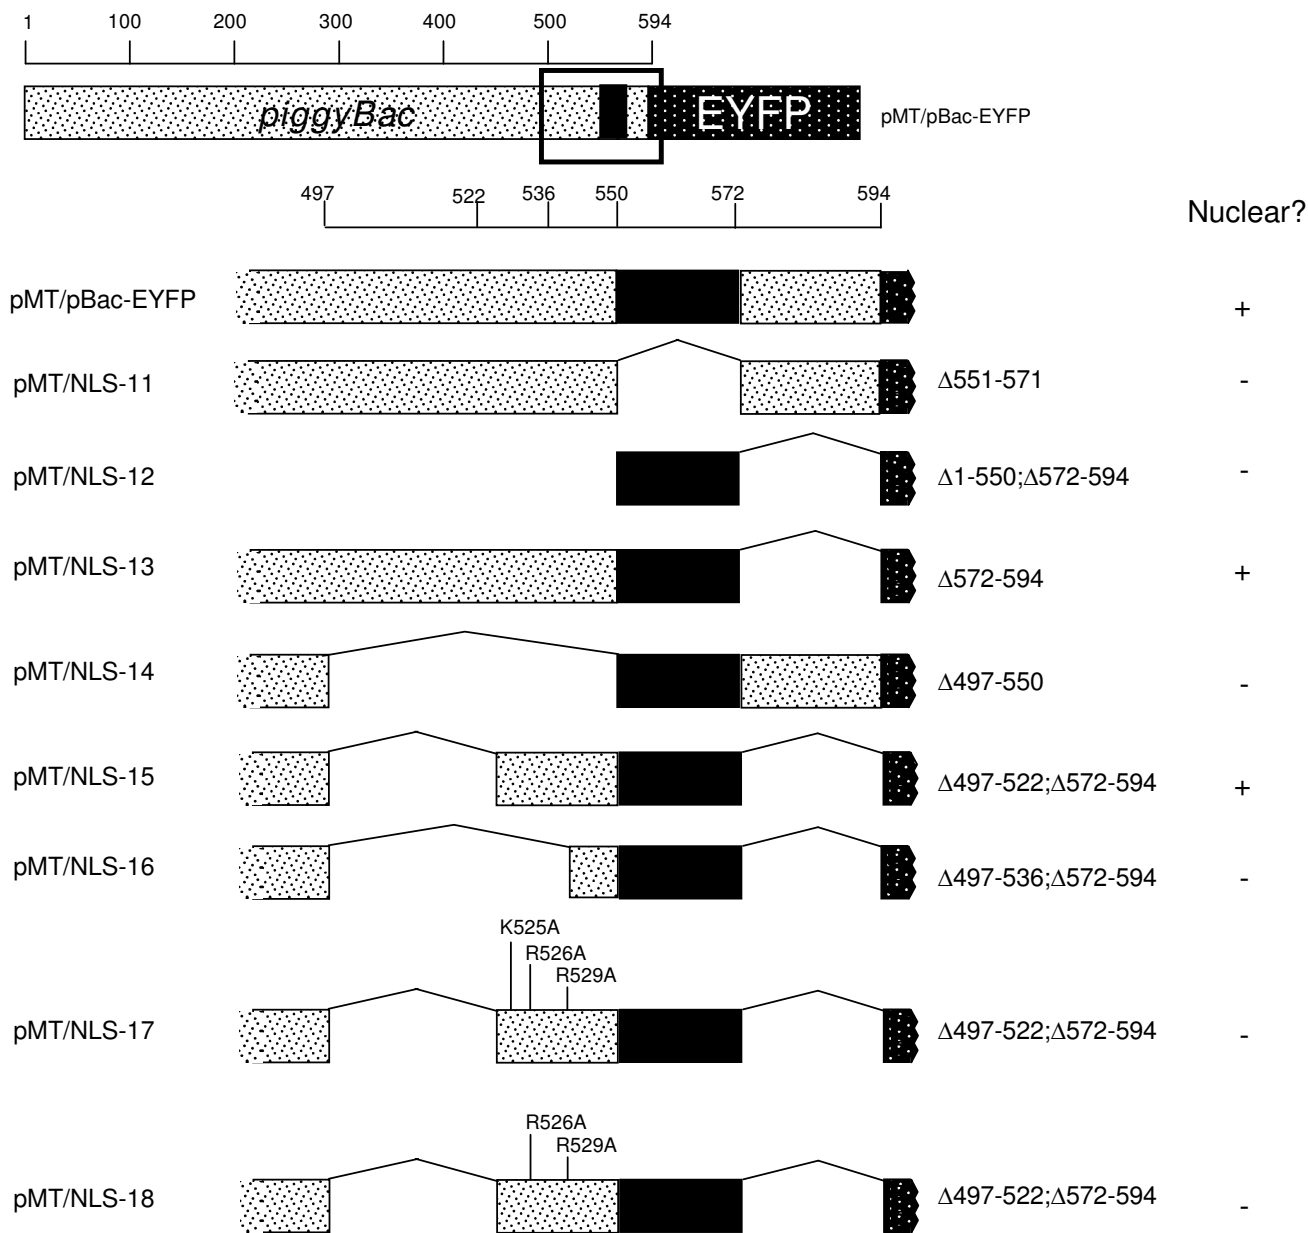 1 100 200 300 400 500 594
piggyBac EYFP pMT/pBac-EYFP
497 522 536 550 572 594
Nuclear?
pMT/pBac-EYFP +
pMT/NLS-11 Δ551-571 -
pMT/NLS-12 Δ1-550;Δ572-594 -
pMT/NLS-13 Δ572-594 +
pMT/NLS-14 Δ497-550 -
pMT/NLS-15 Δ497-522;Δ572-594 +
pMT/NLS-16 Δ497-536;Δ572-594 -
K525A
R526A
R529A
pMT/NLS-17 Δ497-522;Δ572-594 -
R526A
R529A
pMT/NLS-18 Δ497-522;Δ572-594 -